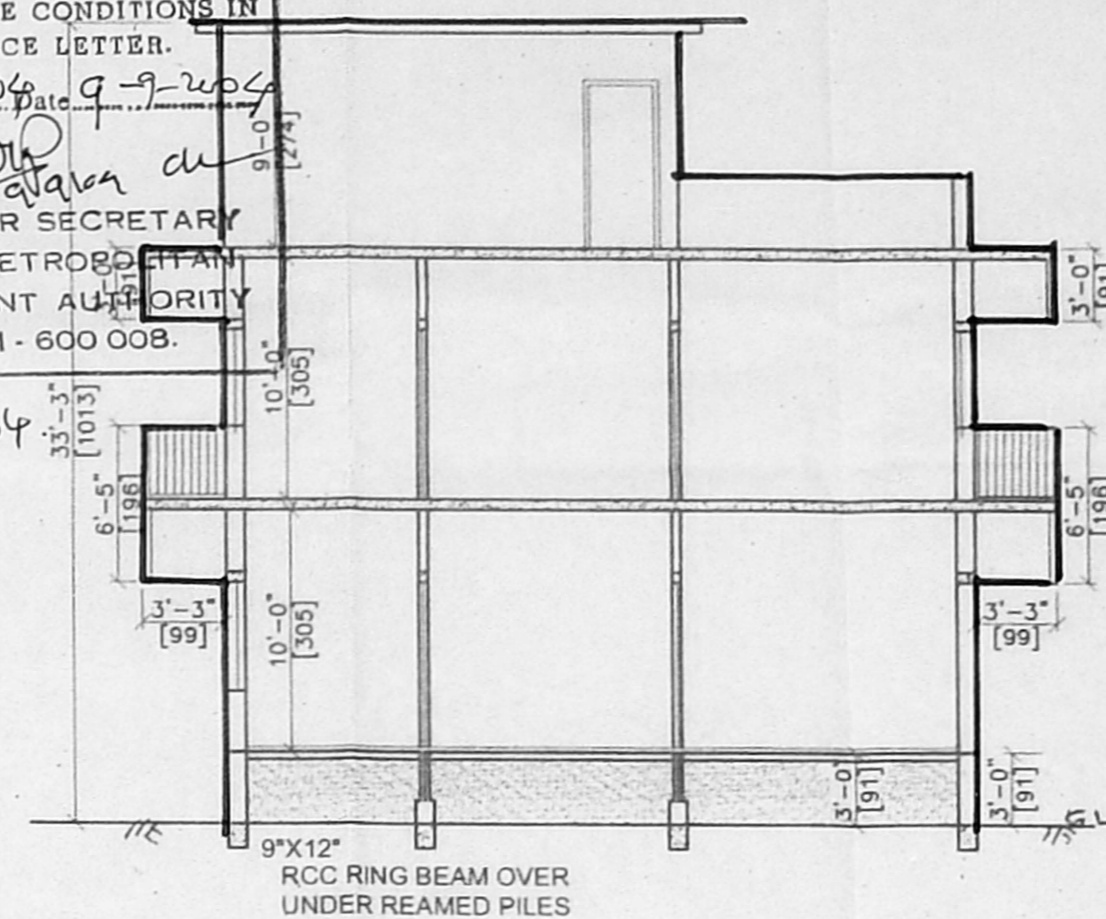 E CONDITIONS IN
CE LETTER.
Date 9-9-2004
R SECRETARY
ETROPOLITAN
NT AUTHORITY
I - 600 008.
9-0
[274]
3'-0"
[91]
10'-0"
[305]
33'-3"
[1013]
6'-5"
[196]
6'-5"
[196]
3'-3"
[99]
10'-0"
[305]
3'-3"
[99]
3'-0"
[91]
3'-0"
[91]
9"X12"
RCC RING BEAM OVER
UNDER REAMED PILES